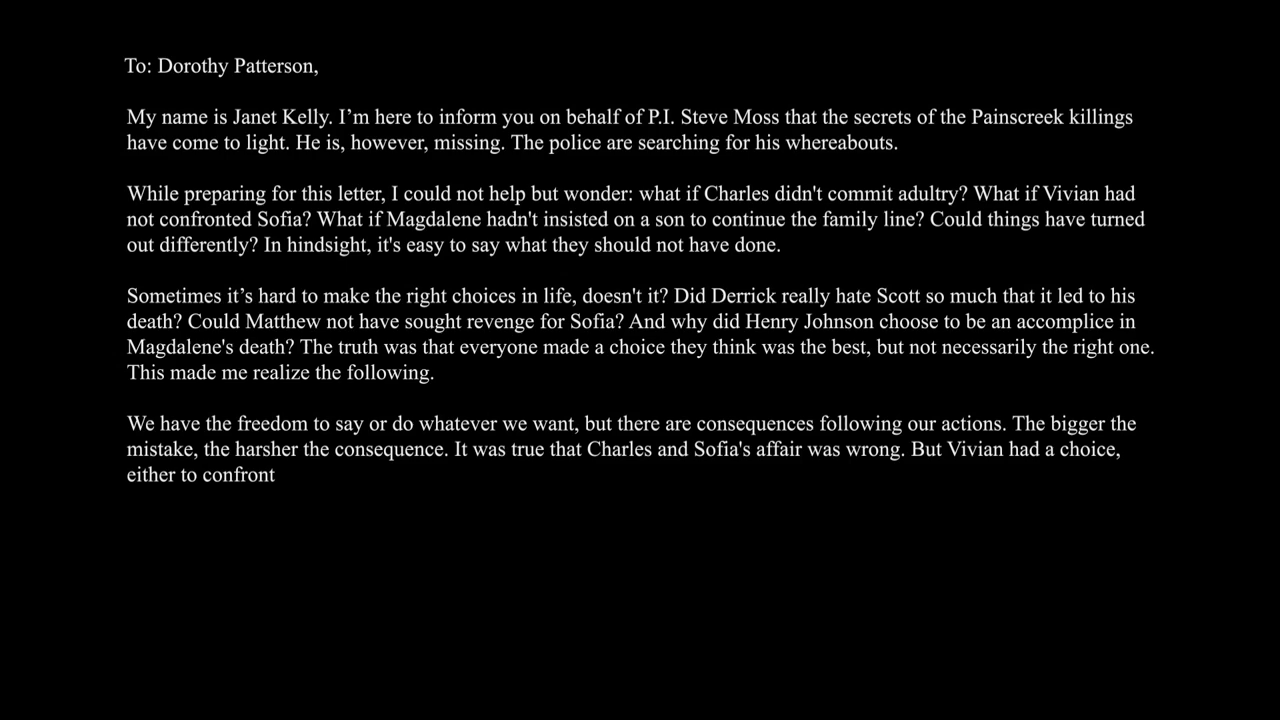 To: Dorothy Patterson,
My name is Janet Kelly. I’m here to inform you on behalf of P.I. Steve Moss that the secrets of the Painscreek killings
have come to light. He is, however, missing. The police are searching for his whereabouts.
While preparing for this letter, I could not help but wonder: what if Charles didn't commit adultry? What if Vivian had
not confronted Sofia? What if Magdalene hadn't insisted on a son to continue the family line? Could things have turned
out differently? In hindsight, it's easy to say what they should not have done.
Sometimes it’s hard to make the right choices in life, doesn't it? Did Derrick really hate Scott so much that it led to his
death? Could Matthew not have sought revenge for Sofia? And why did Henry Johnson choose to be an accomplice in
Magdalene's death? The truth was that everyone made a choice they think was the best, but not necessarily the right one.
This made me realize the following.
We have the freedom to say or do whatever we want, but there are consequences following our actions. The bigger the
mistake, the harsher the consequence. It was true that Charles and Sofia's affair was wrong. But Vivian had a choice,
either to confront